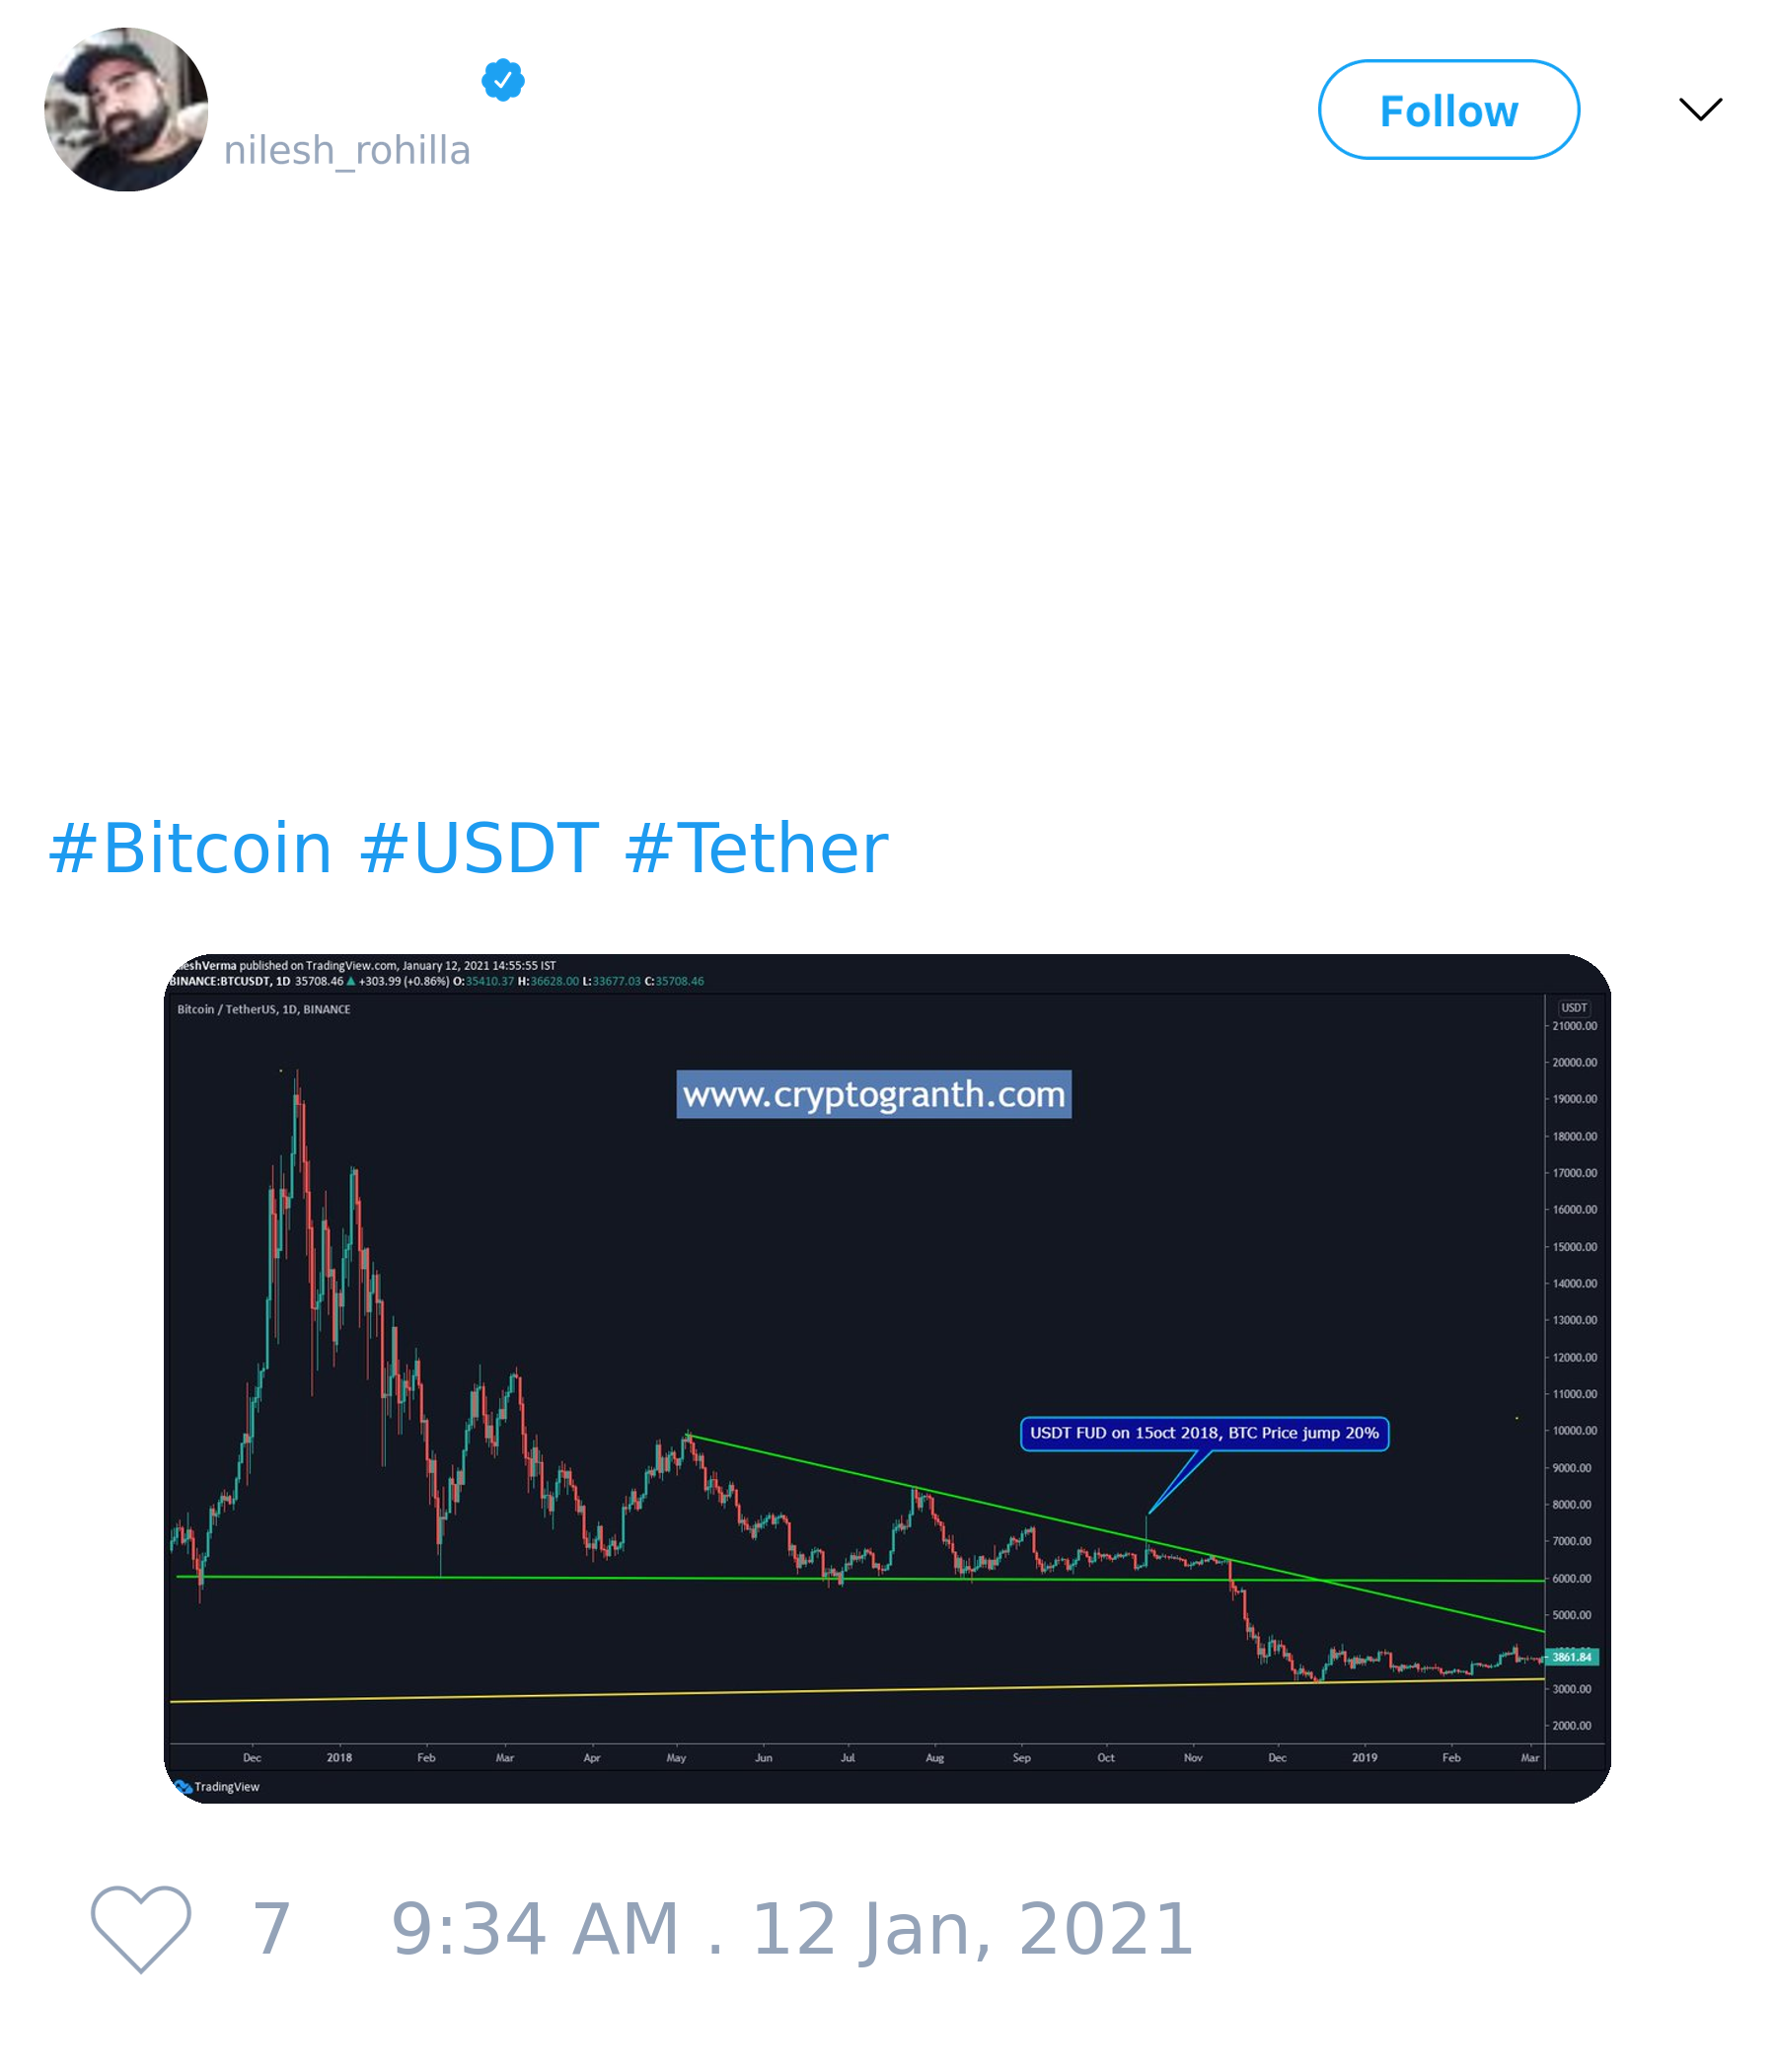 nilesh_rohilla
Follow
#Bitcoin #USDT #Tether
eshVerma published on TradingView.com, January 12, 2021 14:55:55 IST
BINANCE:BTCUSDT, 1D 35708.46 ▲ +303.99 (+0.86%) O:35410.37 H:36628.00 L:33677.03 C:35708.46
Bitcoin / TetherUS, 1D, BINANCE
USDT
21000.00
20000.00
www.cryptogranth.com
19000.00
18000.00
17000.00
16000.00
15000.00
14000.00
13000.00
12000.00
11000.00
10000.00
USDT FUD on 15oct 2018, BTC Price jump 20%
9000.00
8000.00
7000.00
6000.00
5000.00
3861.84
3000.00
2000.00
Dec 2018 Feb Mar Apr May Jun Jul Aug Sep Oct Nov Dec 2019 Feb Mar
TradingView
7 9:34 AM . 12 Jan, 2021